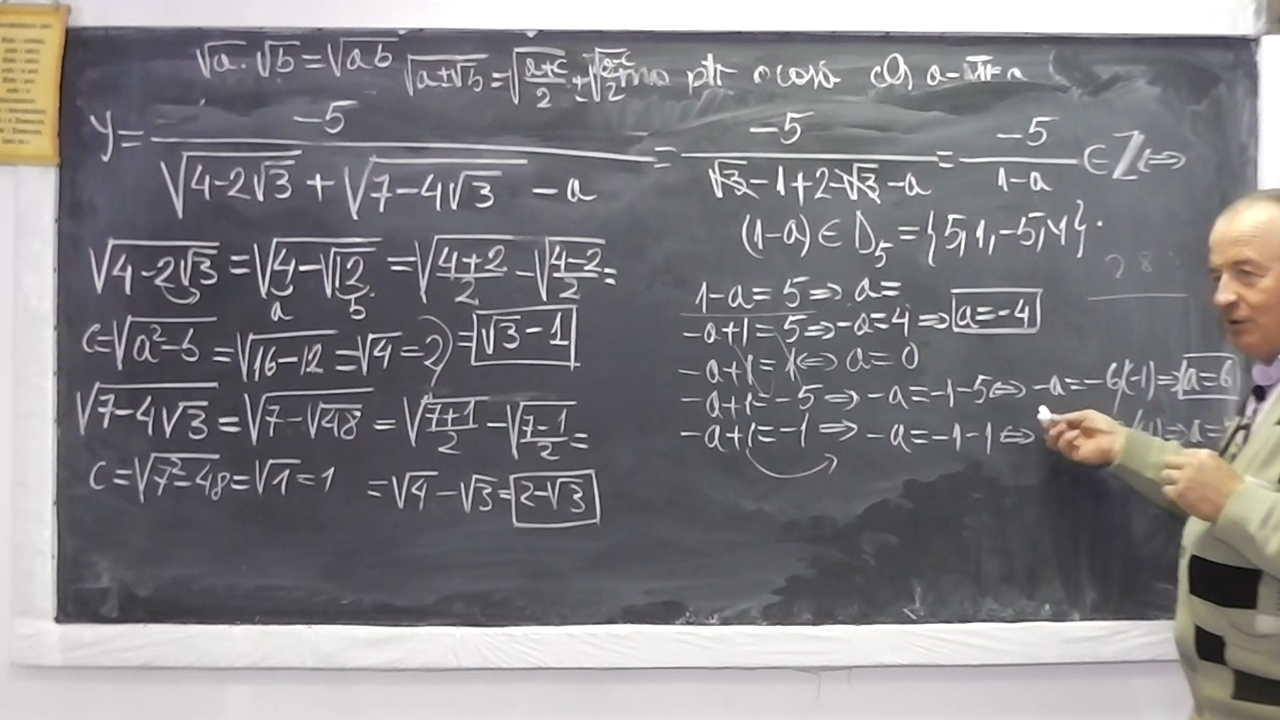 √a · √b = √ab √(a±√b) = √((a+c)/2) ± √((a-c)/2)
y = -5/(√(4-2√3) + √(7-4√3) - a) = -5/(√3-1+2-√3-a) = -5/(1-a) ∈ ℤ ⇔
(1-a) ∈ D₅ = {5,1,-5,-1}.
√(4-2√3) = √(4-√12) = √((4+2)/2) - √((4-2)/2) =
a b
c=√(a²-b) = √(16-12) = √4 = 2) = √3-1
√(7-4√3) = √(7-√48) = √((7+1)/2) - √((7-1)/2) =
c=√(7²-48) = √1 = 1 = √4-√3 = 2-√3
1-a = 5 ⇒ a =
-a+1 = 5 ⇒ -a = 4 ⇒ a=-4
-a+1 = 1 ⇔ a = 0
-a+1 = -5 ⇒ -a = -1-5 ⇔ -a = -6 |(-1) ⇒ a=6
-a+1 = -1 ⇒ -a = -1-1 ⇔